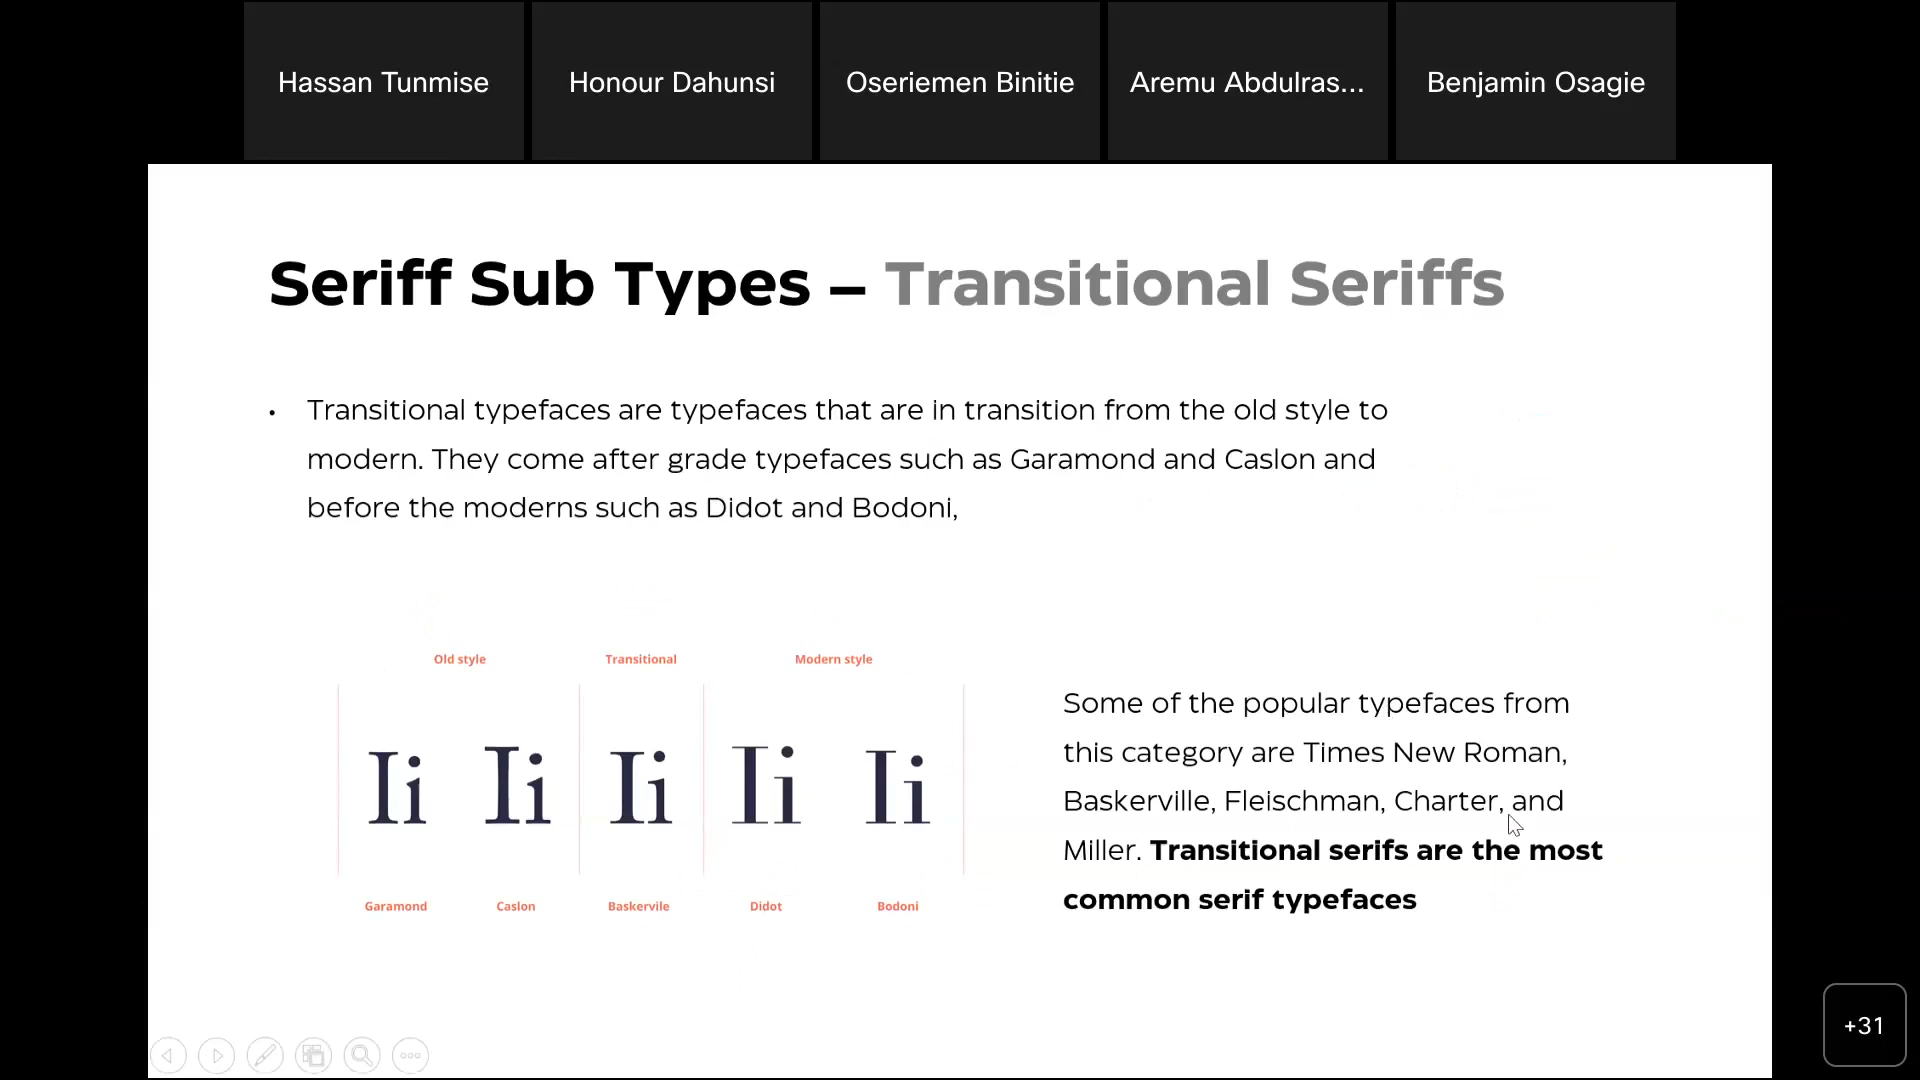 Hassan Tunmise
Honour Dahunsi
Oseriemen Binitie
Aremu Abdulras...
Benjamin Osagie
Seriff Sub Types – Transitional Seriffs
• Transitional typefaces are typefaces that are in transition from the old style to
modern. They come after grade typefaces such as Garamond and Caslon and
before the moderns such as Didot and Bodoni,
Old style
Transitional
Modern style
Ii
Ii
Ii
Ii
Ii
Garamond
Caslon
Baskervile
Didot
Bodoni
Some of the popular typefaces from
this category are Times New Roman,
Baskerville, Fleischman, Charter, and
Miller. Transitional serifs are the most
common serif typefaces
+31